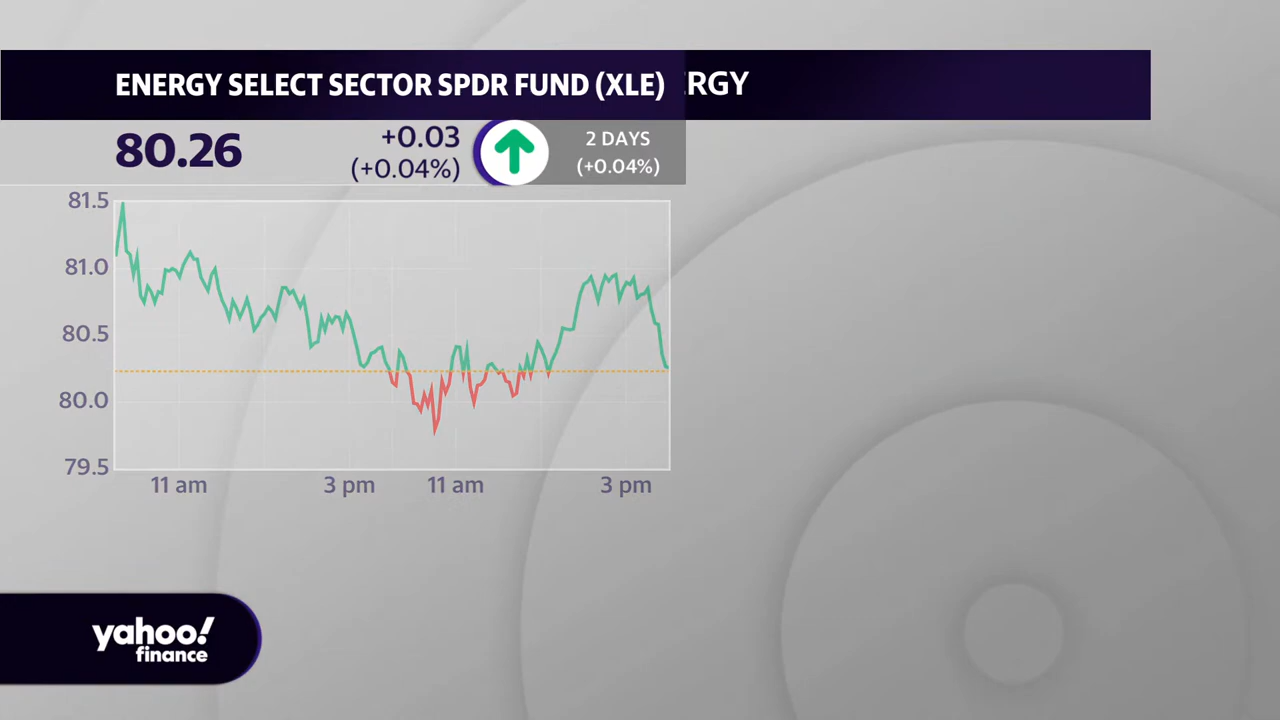 ENERGY SELECT SECTOR SPDR FUND (XLE)
RGY
80.26
+0.03
(+0.04%)
2 DAYS
(+0.04%)
81.5
81.0
80.5
80.0
79.5
11 am 3 pm 11 am 3 pm
yahoo!
finance